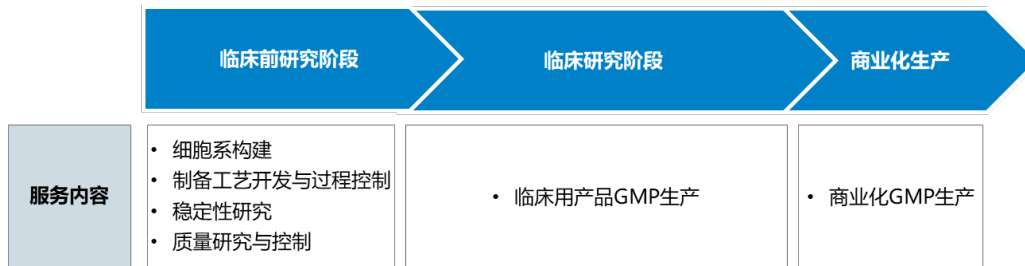 临床前研究阶段
临床研究阶段
商业化生产
服务内容
• 细胞系构建
• 制备工艺开发与过程控制
• 稳定性研究
• 质量研究与控制
• 临床用产品GMP生产
• 商业化GMP生产